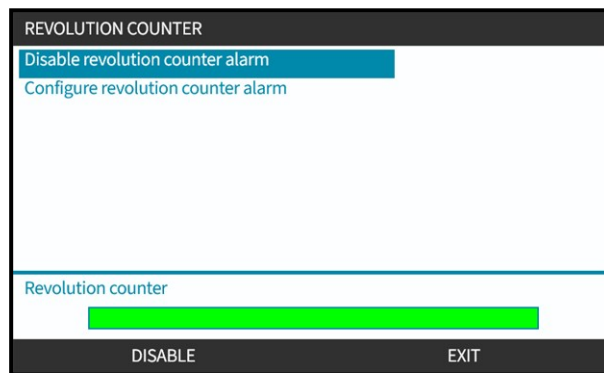 REVOLUTION COUNTER
Disable revolution counter alarm
Configure revolution counter alarm
Revolution counter
DISABLE EXIT